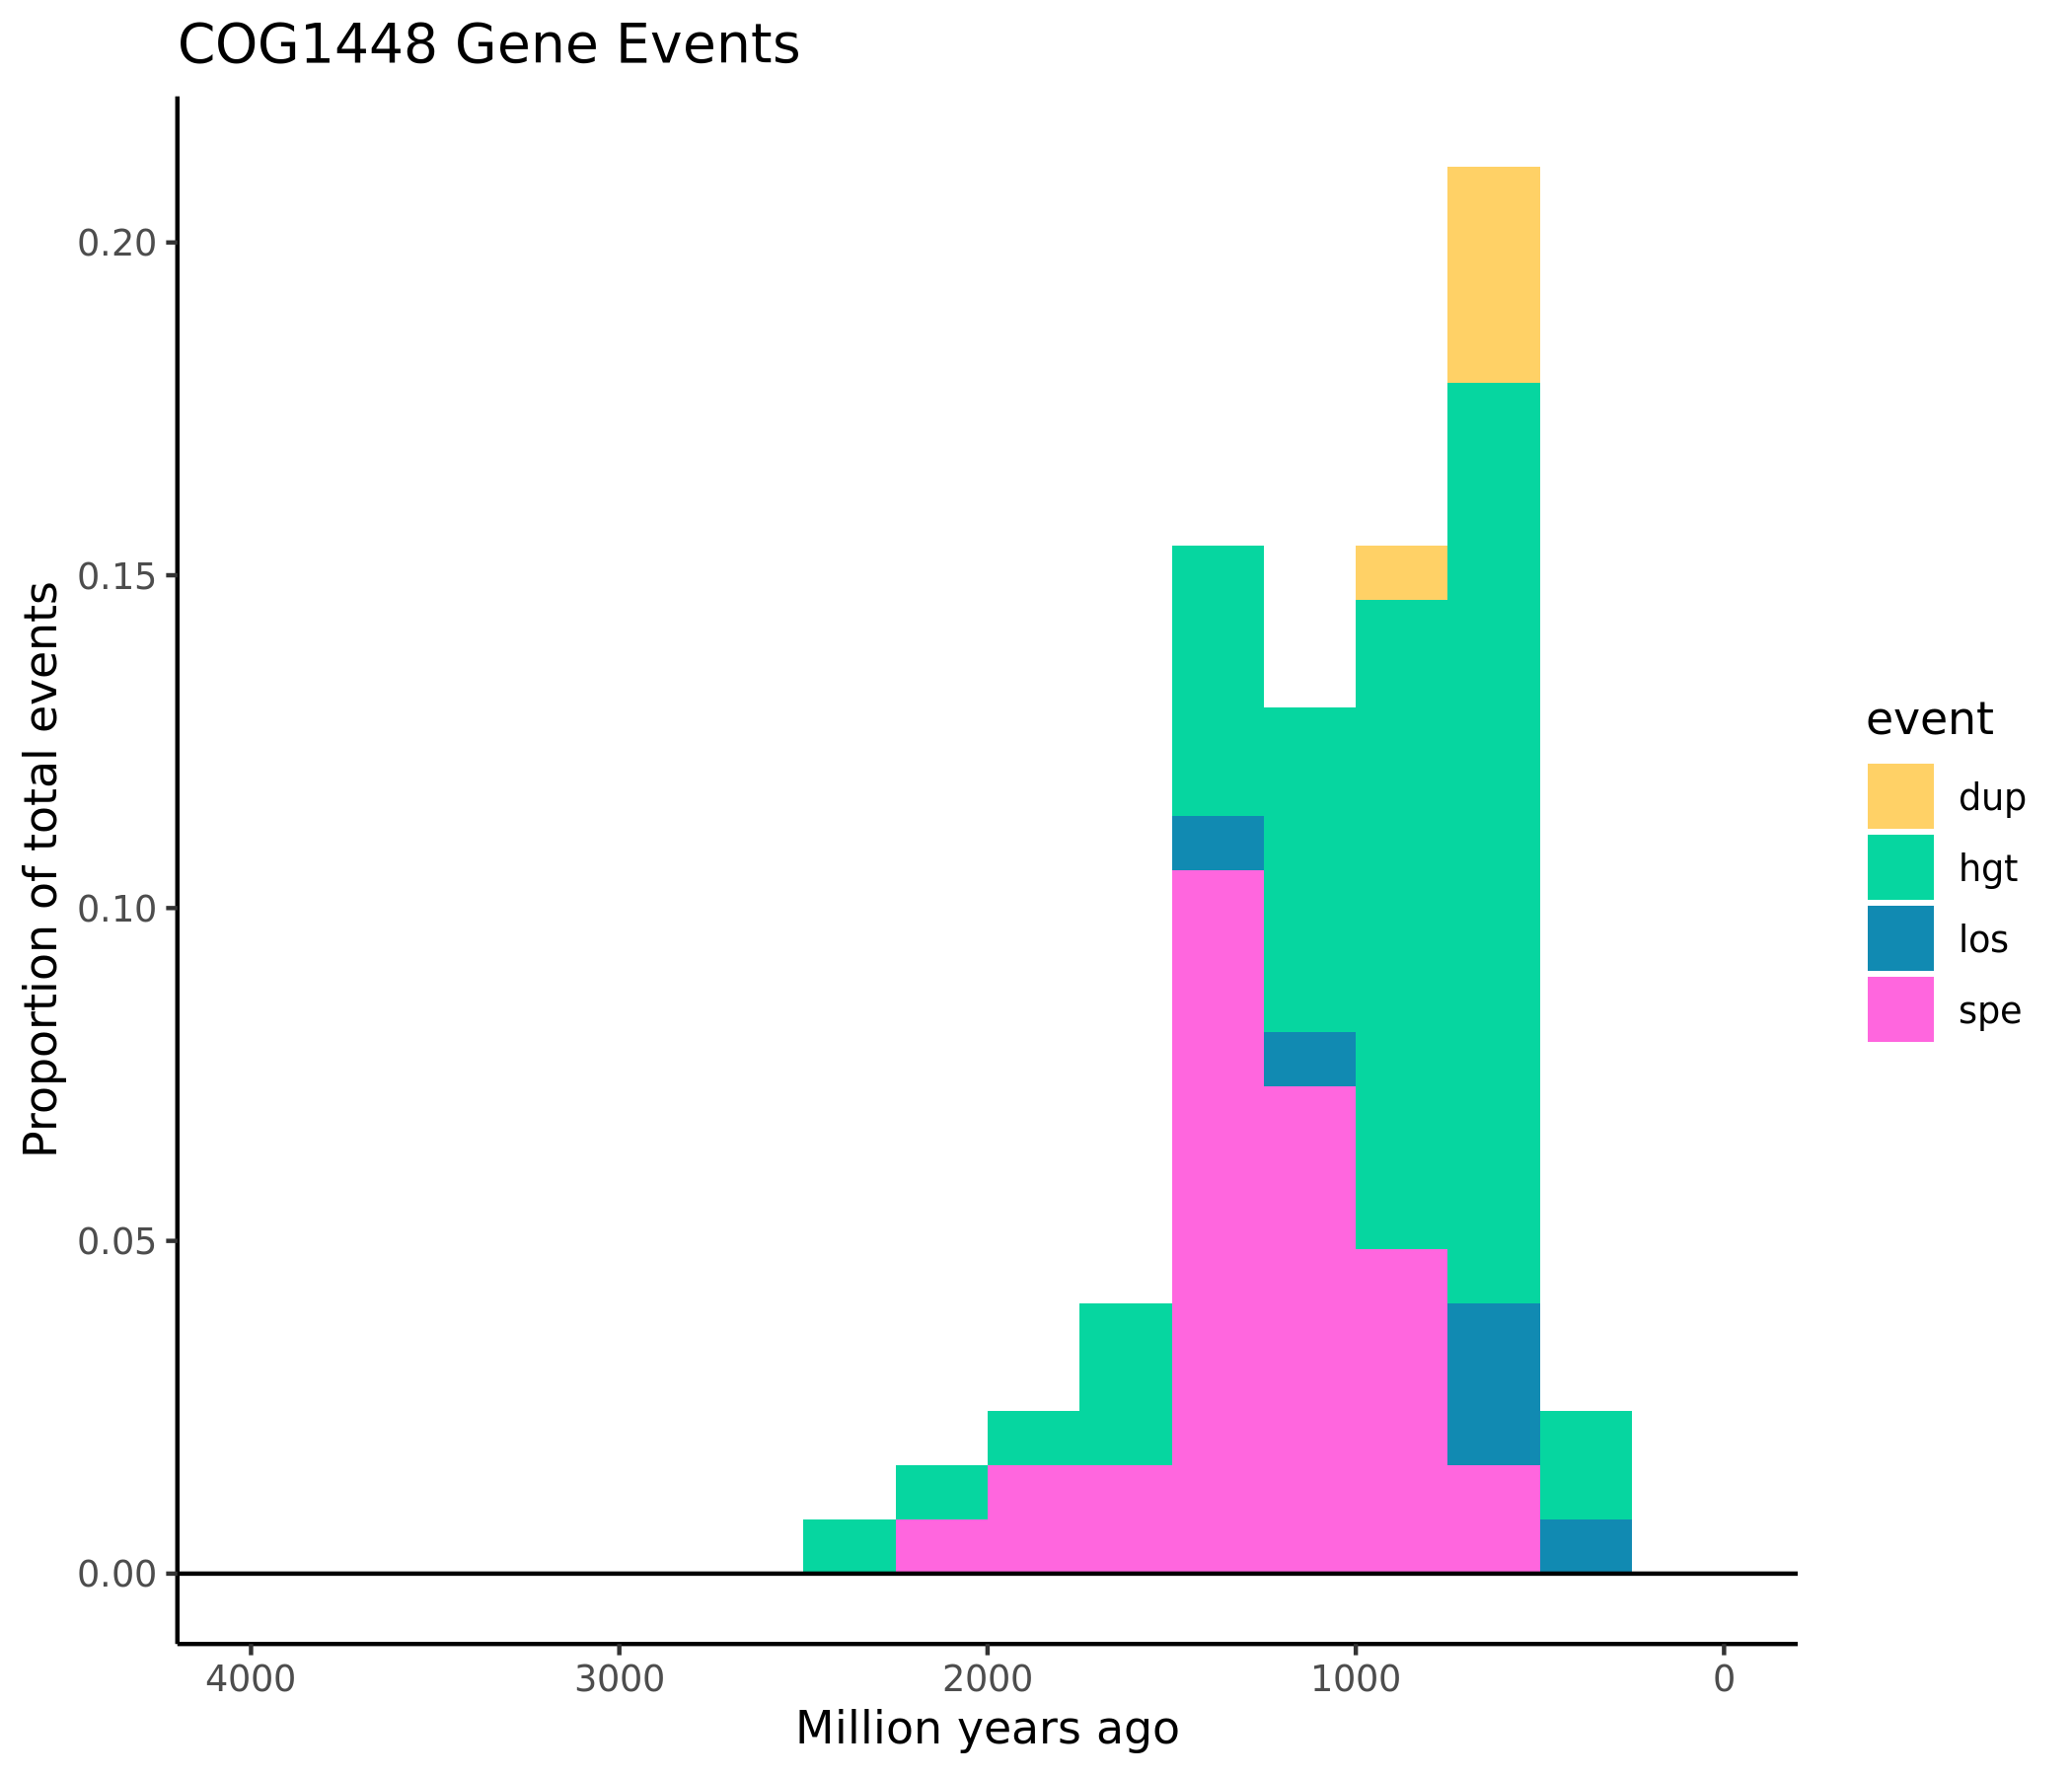 COG1448 Gene Events
Proportion of total events
0.20
0.15
0.10
0.05
0.00
4000
3000
2000
1000
0
Million years ago
event
dup
hgt
los
spe